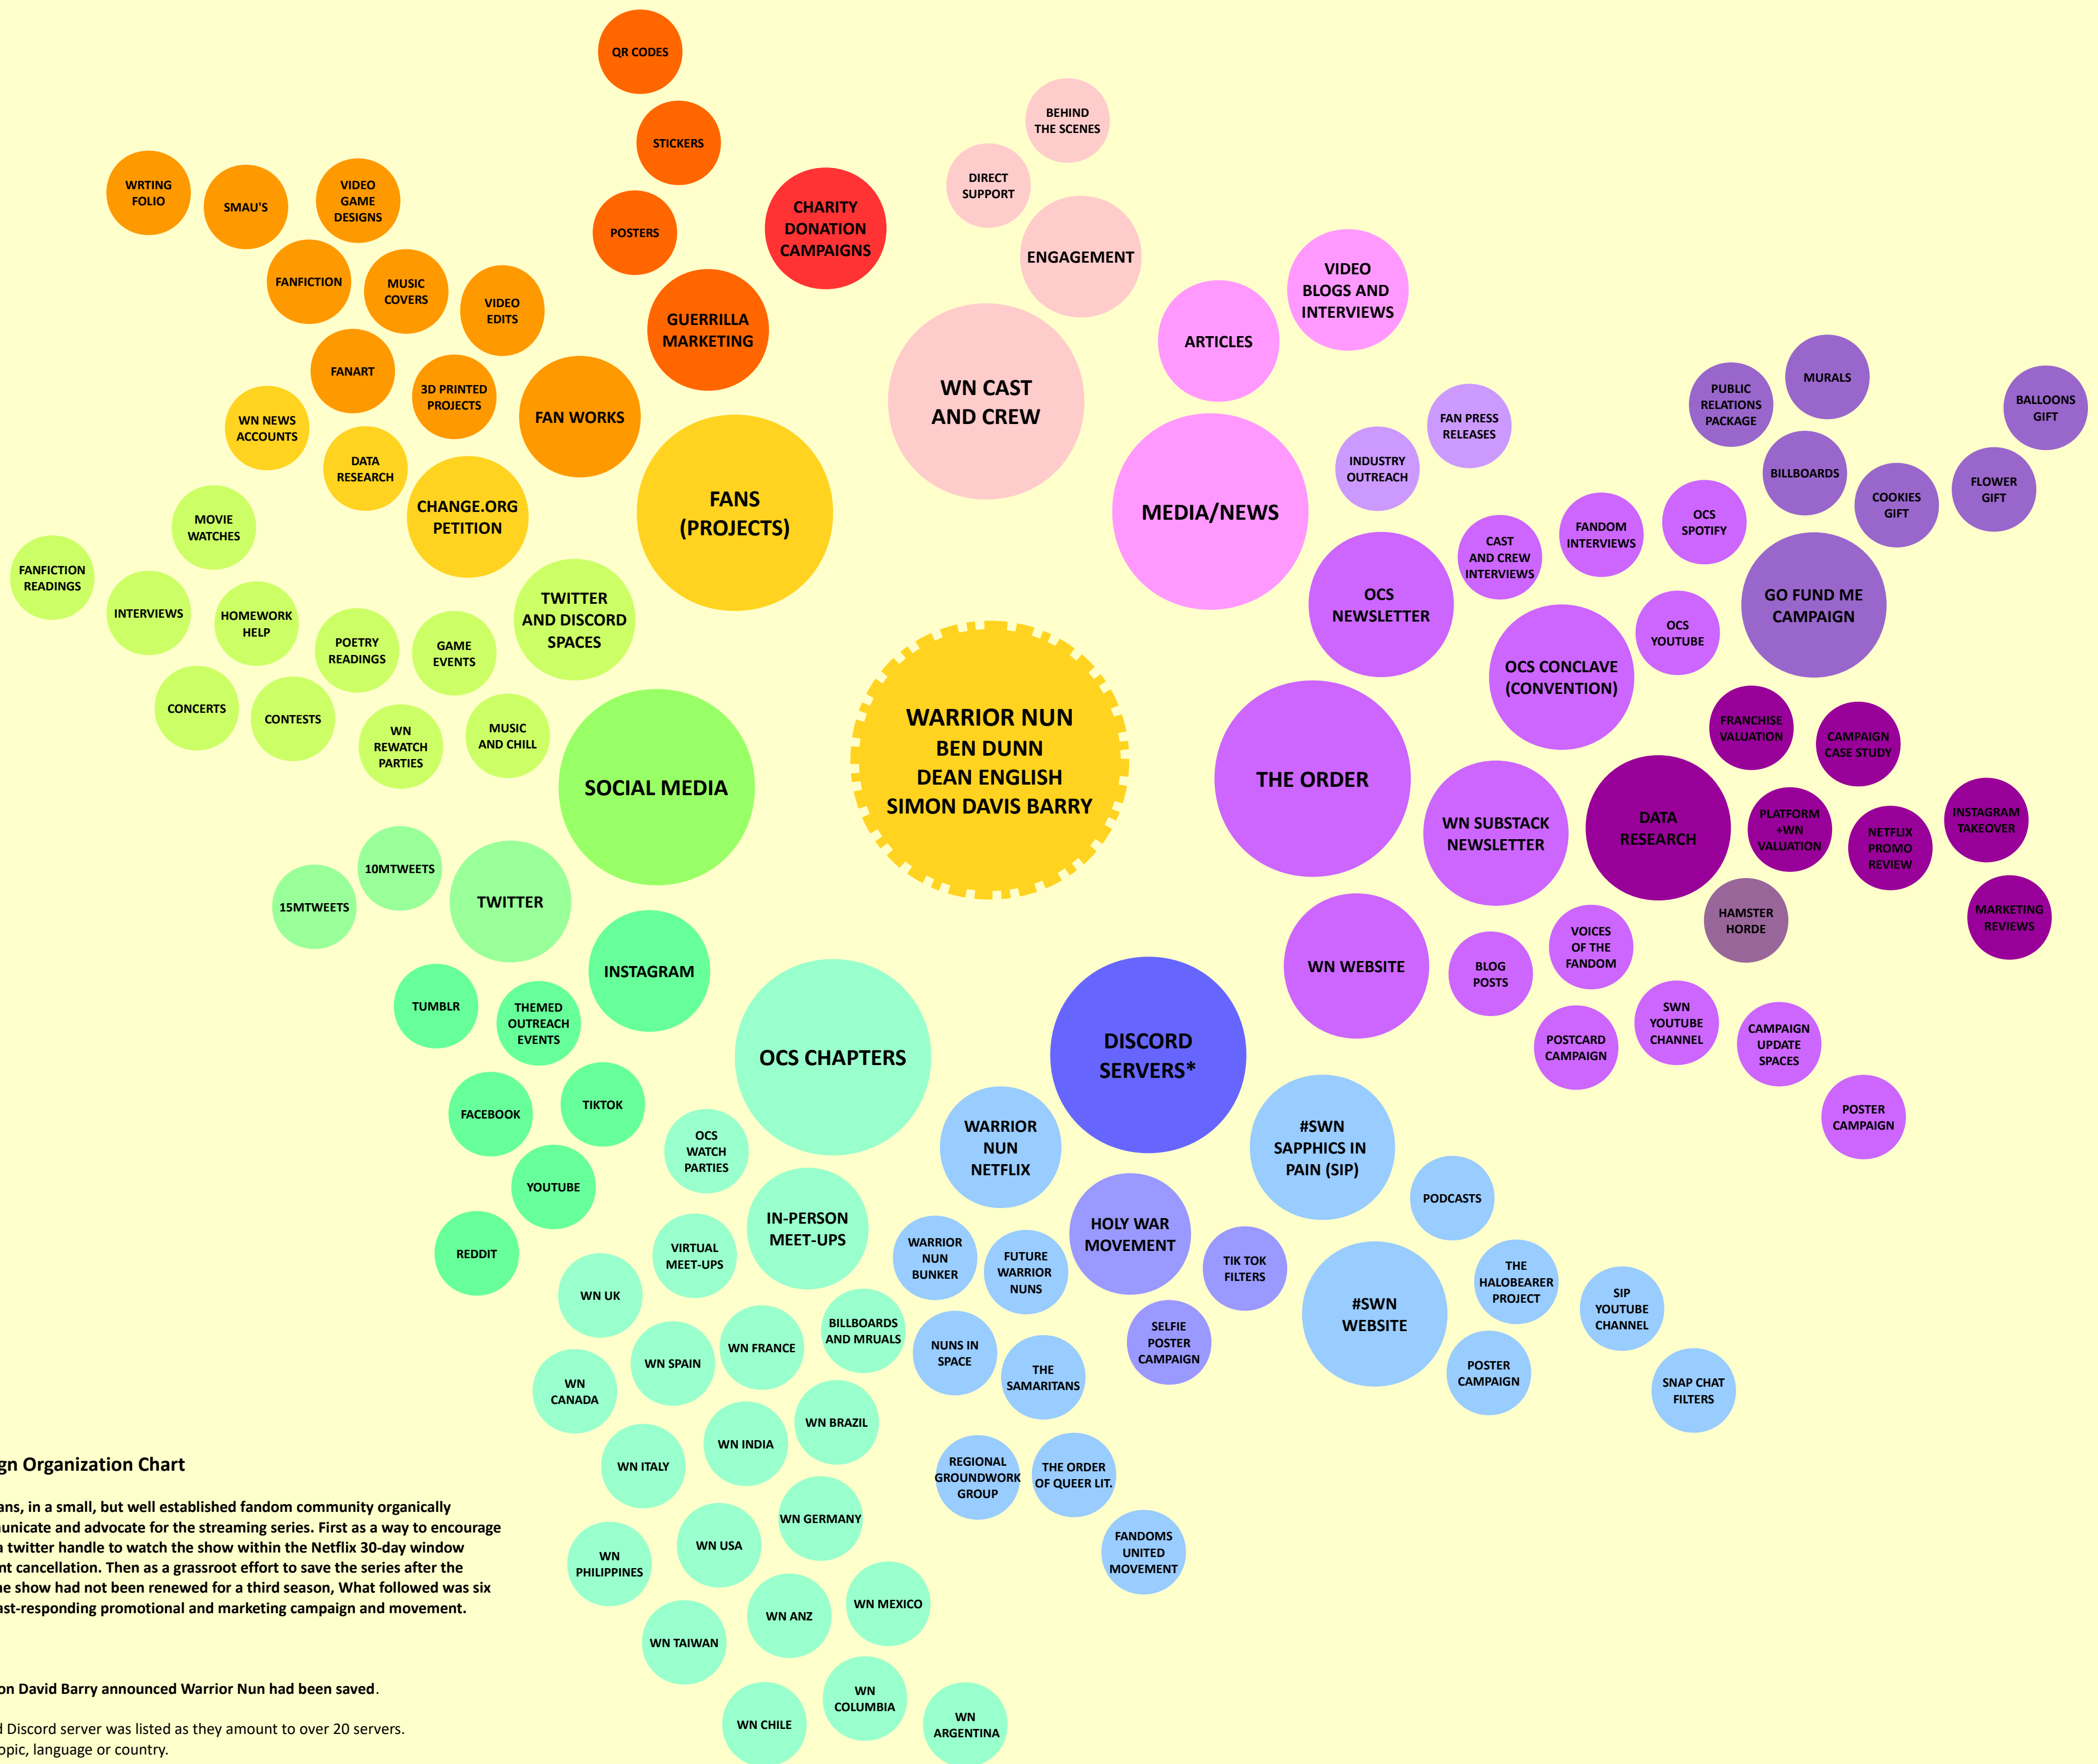 QR CODES
STICKERS
POSTERS
GUERRILLA
MARKETING
CHARITY
DONATION
CAMPAIGNS
BEHIND
THE SCENES
DIRECT
SUPPORT
ENGAGEMENT
WN CAST
AND CREW
VIDEO
BLOGS AND
INTERVIEWS
ARTICLES
MEDIA/NEWS
WRTING
FOLIO
SMAU'S
VIDEO
GAME
DESIGNS
FANFICTION
MUSIC
COVERS
VIDEO
EDITS
FANART
3D PRINTED
PROJECTS
FAN WORKS
WN NEWS
ACCOUNTS
DATA
RESEARCH
CHANGE.ORG
PETITION
FANS
(PROJECTS)
MOVIE
WATCHES
FANFICTION
READINGS
INTERVIEWS
HOMEWORK
HELP
POETRY
READINGS
GAME
EVENTS
TWITTER
AND DISCORD
SPACES
CONCERTS
CONTESTS
WN
REWATCH
PARTIES
MUSIC
AND CHILL
SOCIAL MEDIA
WARRIOR NUN
BEN DUNN
DEAN ENGLISH
SIMON DAVIS BARRY
FAN PRESS
RELEASES
INDUSTRY
OUTREACH
OCS
NEWSLETTER
CAST
AND CREW
INTERVIEWS
FANDOM
INTERVIEWS
OCS
SPOTIFY
OCS
YOUTUBE
OCS CONCLAVE
(CONVENTION)
PUBLIC
RELATIONS
PACKAGE
MURALS
BALLOONS
GIFT
BILLBOARDS
COOKIES
GIFT
FLOWER
GIFT
GO FUND ME
CAMPAIGN
THE ORDER
WN SUBSTACK
NEWSLETTER
DATA
RESEARCH
FRANCHISE
VALUATION
CAMPAIGN
CASE STUDY
PLATFORM
+WN
VALUATION
NETFLIX
PROMO
REVIEW
INSTAGRAM
TAKEOVER
MARKETING
REVIEWS
HAMSTER
HORDE
WN WEBSITE
BLOG
POSTS
VOICES
OF THE
FANDOM
POSTCARD
CAMPAIGN
SWN
YOUTUBE
CHANNEL
CAMPAIGN
UPDATE
SPACES
POSTER
CAMPAIGN
10MTWEETS
15MTWEETS
TWITTER
INSTAGRAM
TUMBLR
THEMED
OUTREACH
EVENTS
FACEBOOK
TIKTOK
YOUTUBE
REDDIT
OCS CHAPTERS
OCS
WATCH
PARTIES
IN-PERSON
MEET-UPS
VIRTUAL
MEET-UPS
WN UK
WN SPAIN
WN FRANCE
BILLBOARDS
AND MRUALS
WN
CANADA
WN BRAZIL
WN INDIA
WN ITALY
WN GERMANY
WN USA
WN
PHILIPPINES
WN MEXICO
WN ANZ
WN TAIWAN
WN
COLUMBIA
WN CHILE
WN
ARGENTINA
DISCORD
SERVERS*
WARRIOR
NUN
NETFLIX
HOLY WAR
MOVEMENT
TIK TOK
FILTERS
SELFIE
POSTER
CAMPAIGN
WARRIOR
NUN
BUNKER
FUTURE
WARRIOR
NUNS
NUNS IN
SPACE
THE
SAMARITANS
REGIONAL
GROUNDWORK
GROUP
THE ORDER
OF QUEER LIT.
FANDOMS
UNITED
MOVEMENT
#SWN
SAPPHICS IN
PAIN (SIP)
PODCASTS
#SWN
WEBSITE
THE
HALOBEARER
PROJECT
SIP
YOUTUBE
CHANNEL
POSTER
CAMPAIGN
SNAP CHAT
FILTERS
gn Organization Chart
ans, in a small, but well established fandom community organically
unicate and advocate for the streaming series. First as a way to encourage
a twitter handle to watch the show within the Netflix 30-day window
nt cancellation. Then as a grassroot effort to save the series after the
he show had not been renewed for a third season, What followed was six
ast-responding promotional and marketing campaign and movement.
on David Barry announced Warrior Nun had been saved.
d Discord server was listed as they amount to over 20 servers.
opic, language or country.